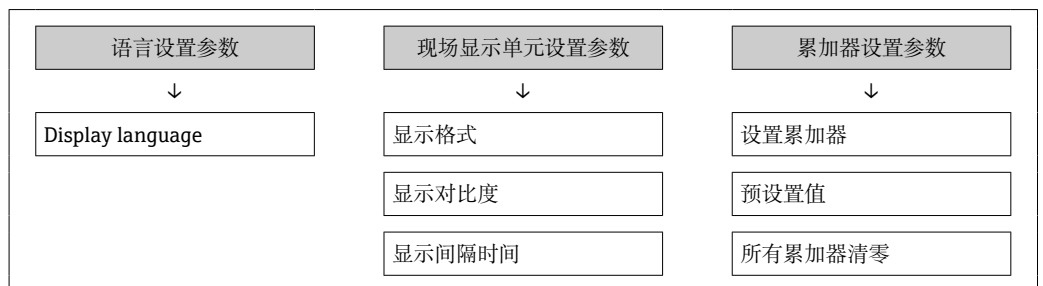 语言设置参数
↓
Display language
现场显示单元设置参数
↓
显示格式
显示对比度
显示间隔时间
累加器设置参数
↓
设置累加器
预设置值
所有累加器清零